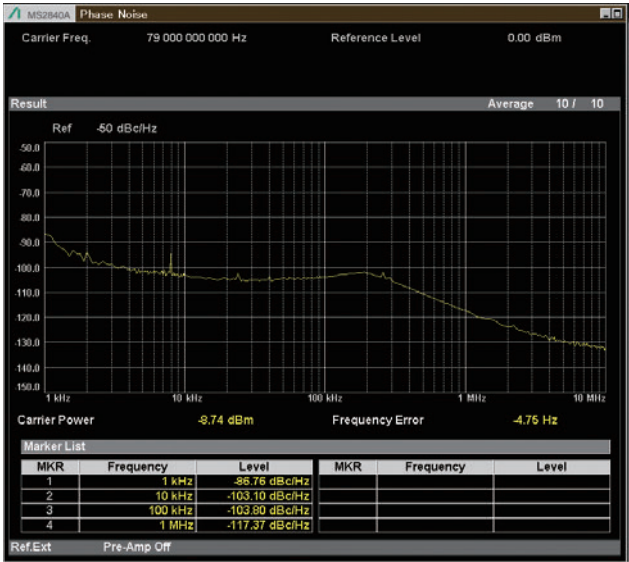 MS2840A Phase Noise
Carrier Freq. 79 000 000 000 Hz Reference Level 0.00 dBm
Result Average 10 / 10
Ref -50 dBc/Hz
-50.0
-60.0
-70.0
-80.0
-90.0
-100.0
-110.0
-120.0
-130.0
-140.0
150.0
1 kHz 10 kHz 100 kHz 1 MHz 10 MHz
Carrier Power -8.74 dBm Frequency Error -4.75 Hz
Marker List
MKR Frequency Level MKR Frequency Level
1 1 kHz -86.76 dBc/Hz
2 10 kHz -103.10 dBc/Hz
3 100 kHz -103.80 dBc/Hz
4 1 MHz -117.37 dBc/Hz
Ref.Ext Pre-Amp Off